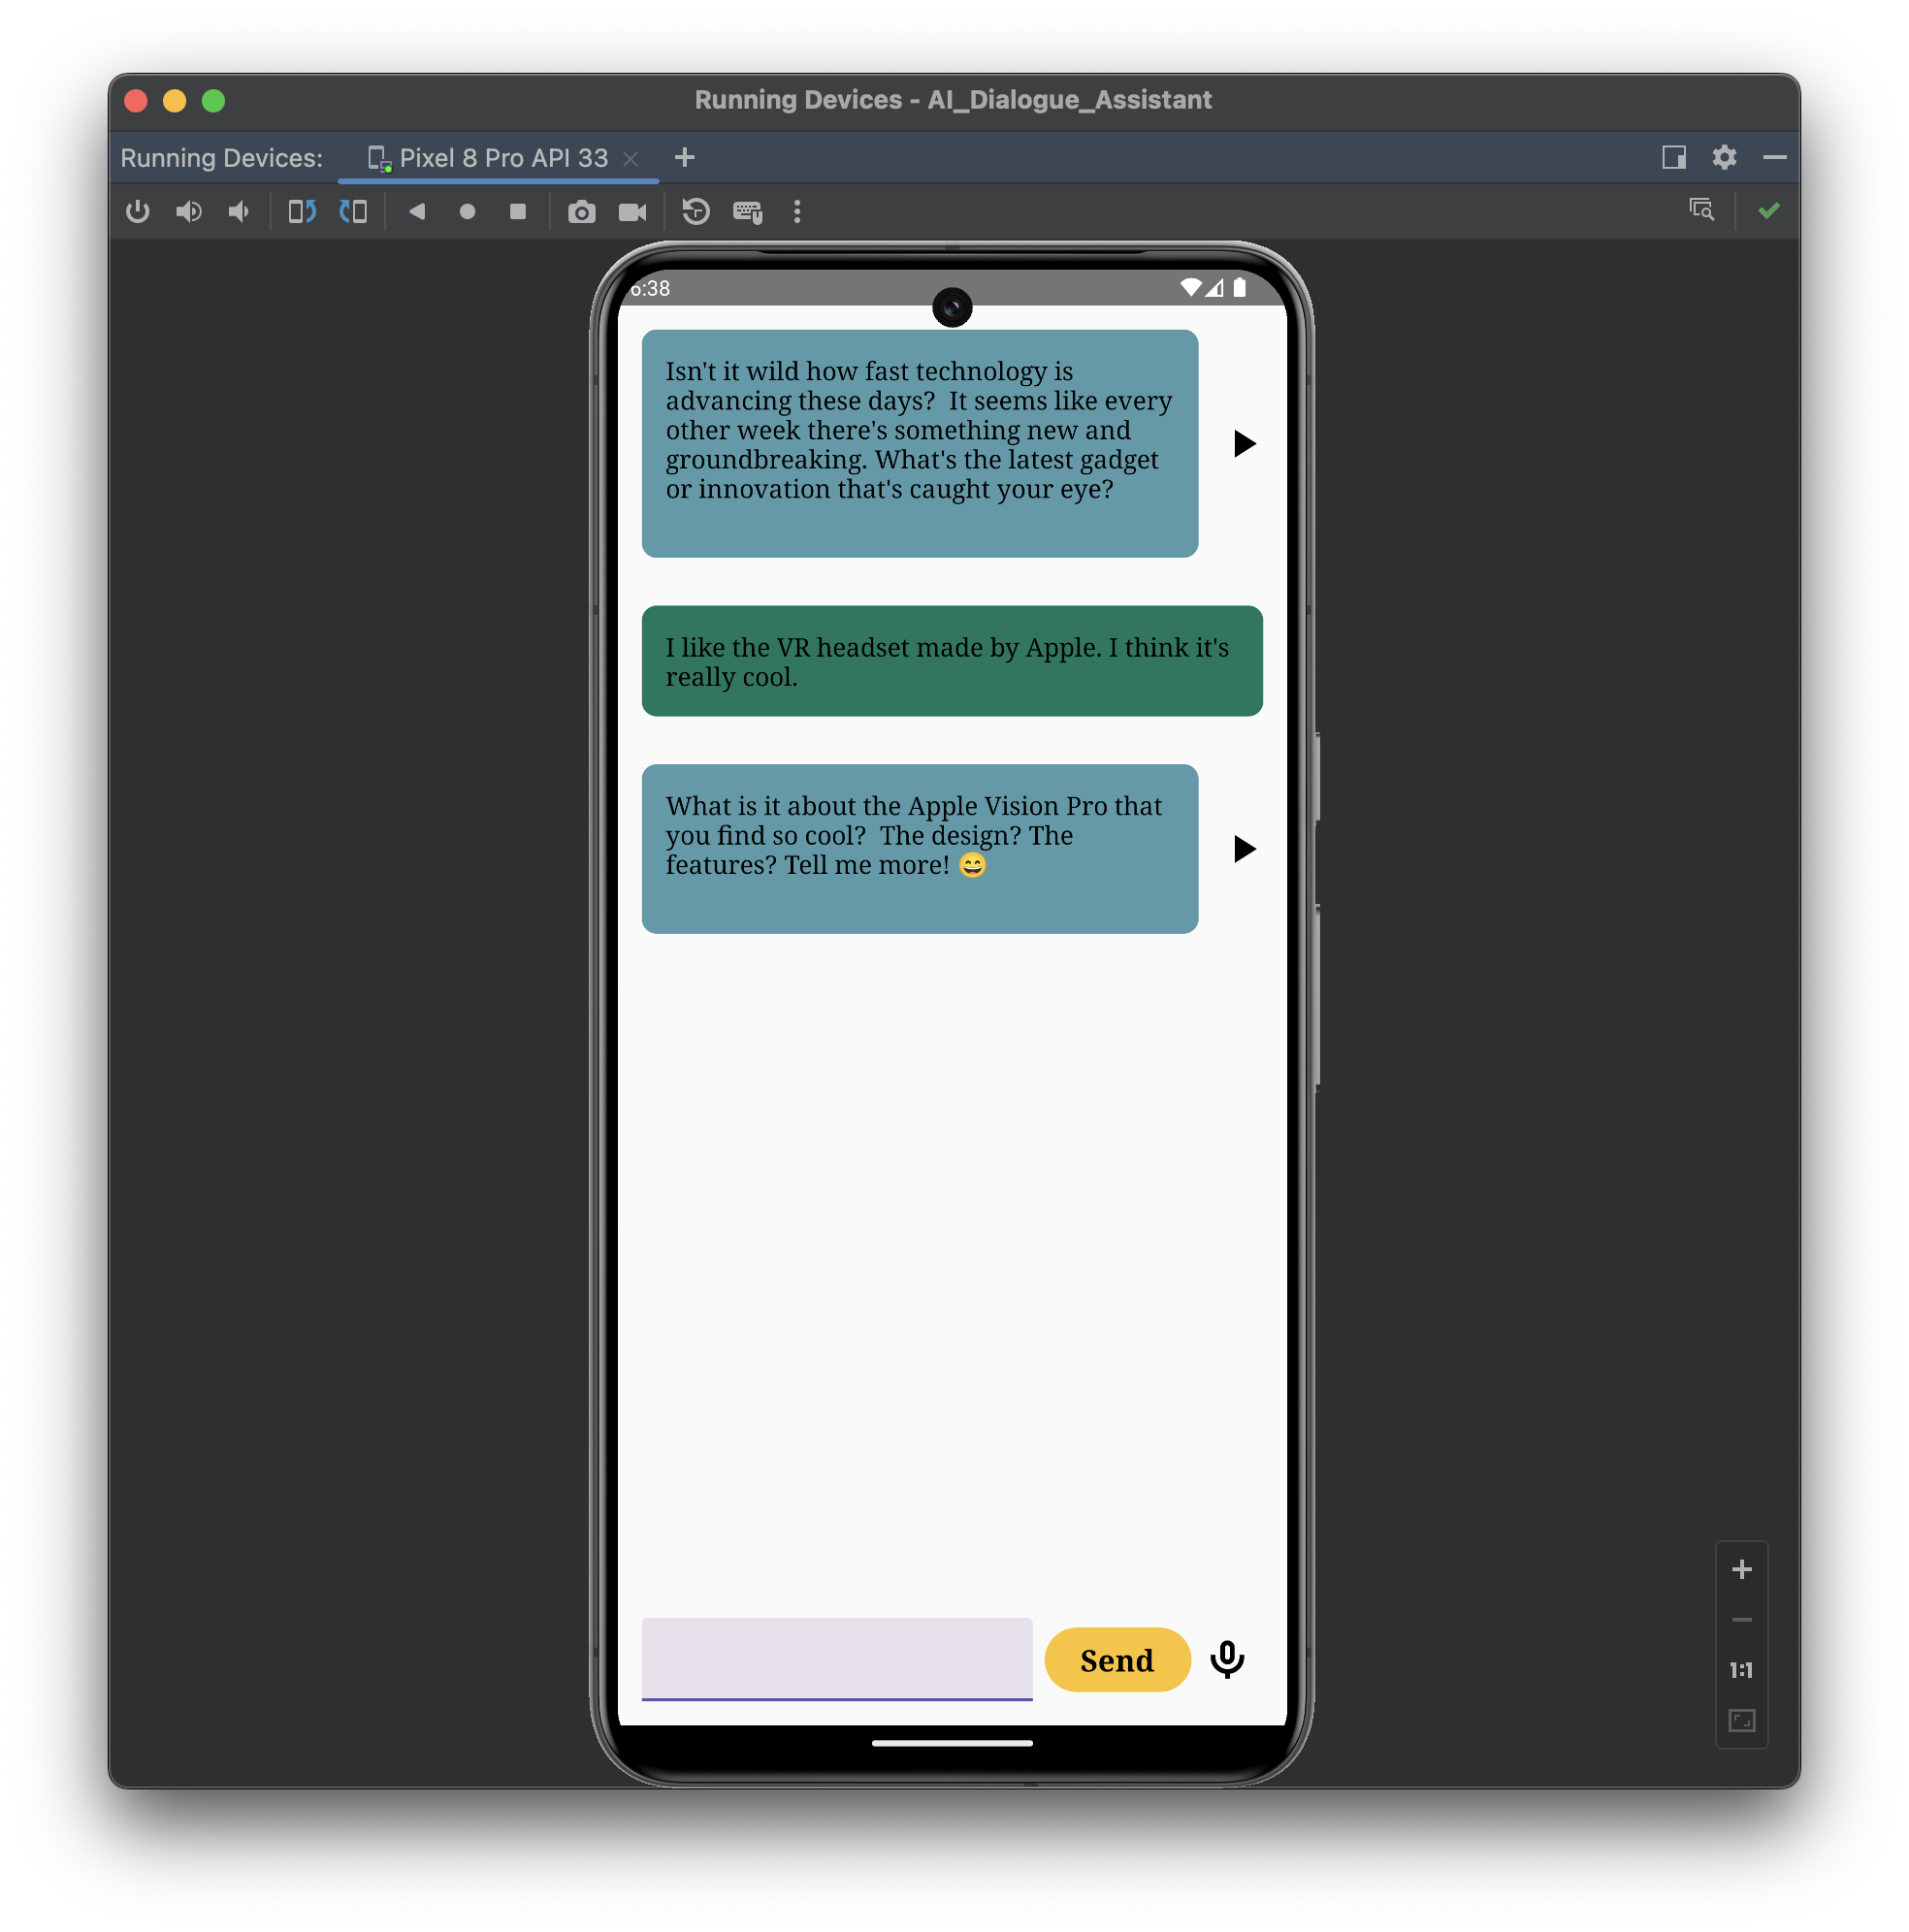 Running Devices - AI_Dialogue_Assistant
Running Devices: Pixel 8 Pro API 33
6:38
Isn't it wild how fast technology is
advancing these days?  It seems like every
other week there's something new and
groundbreaking. What's the latest gadget
or innovation that's caught your eye?
I like the VR headset made by Apple. I think it's
really cool.
What is it about the Apple Vision Pro that
you find so cool?  The design? The
features? Tell me more! 😄
Send
1:1